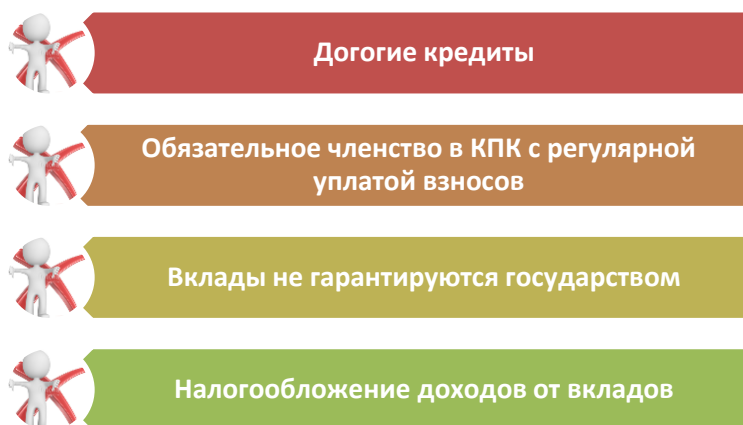 Догогие кредиты
Обязательное членство в КПК с регулярной
уплатой взносов
Вклады не гарантируются государством
Налогообложение доходов от вкладов